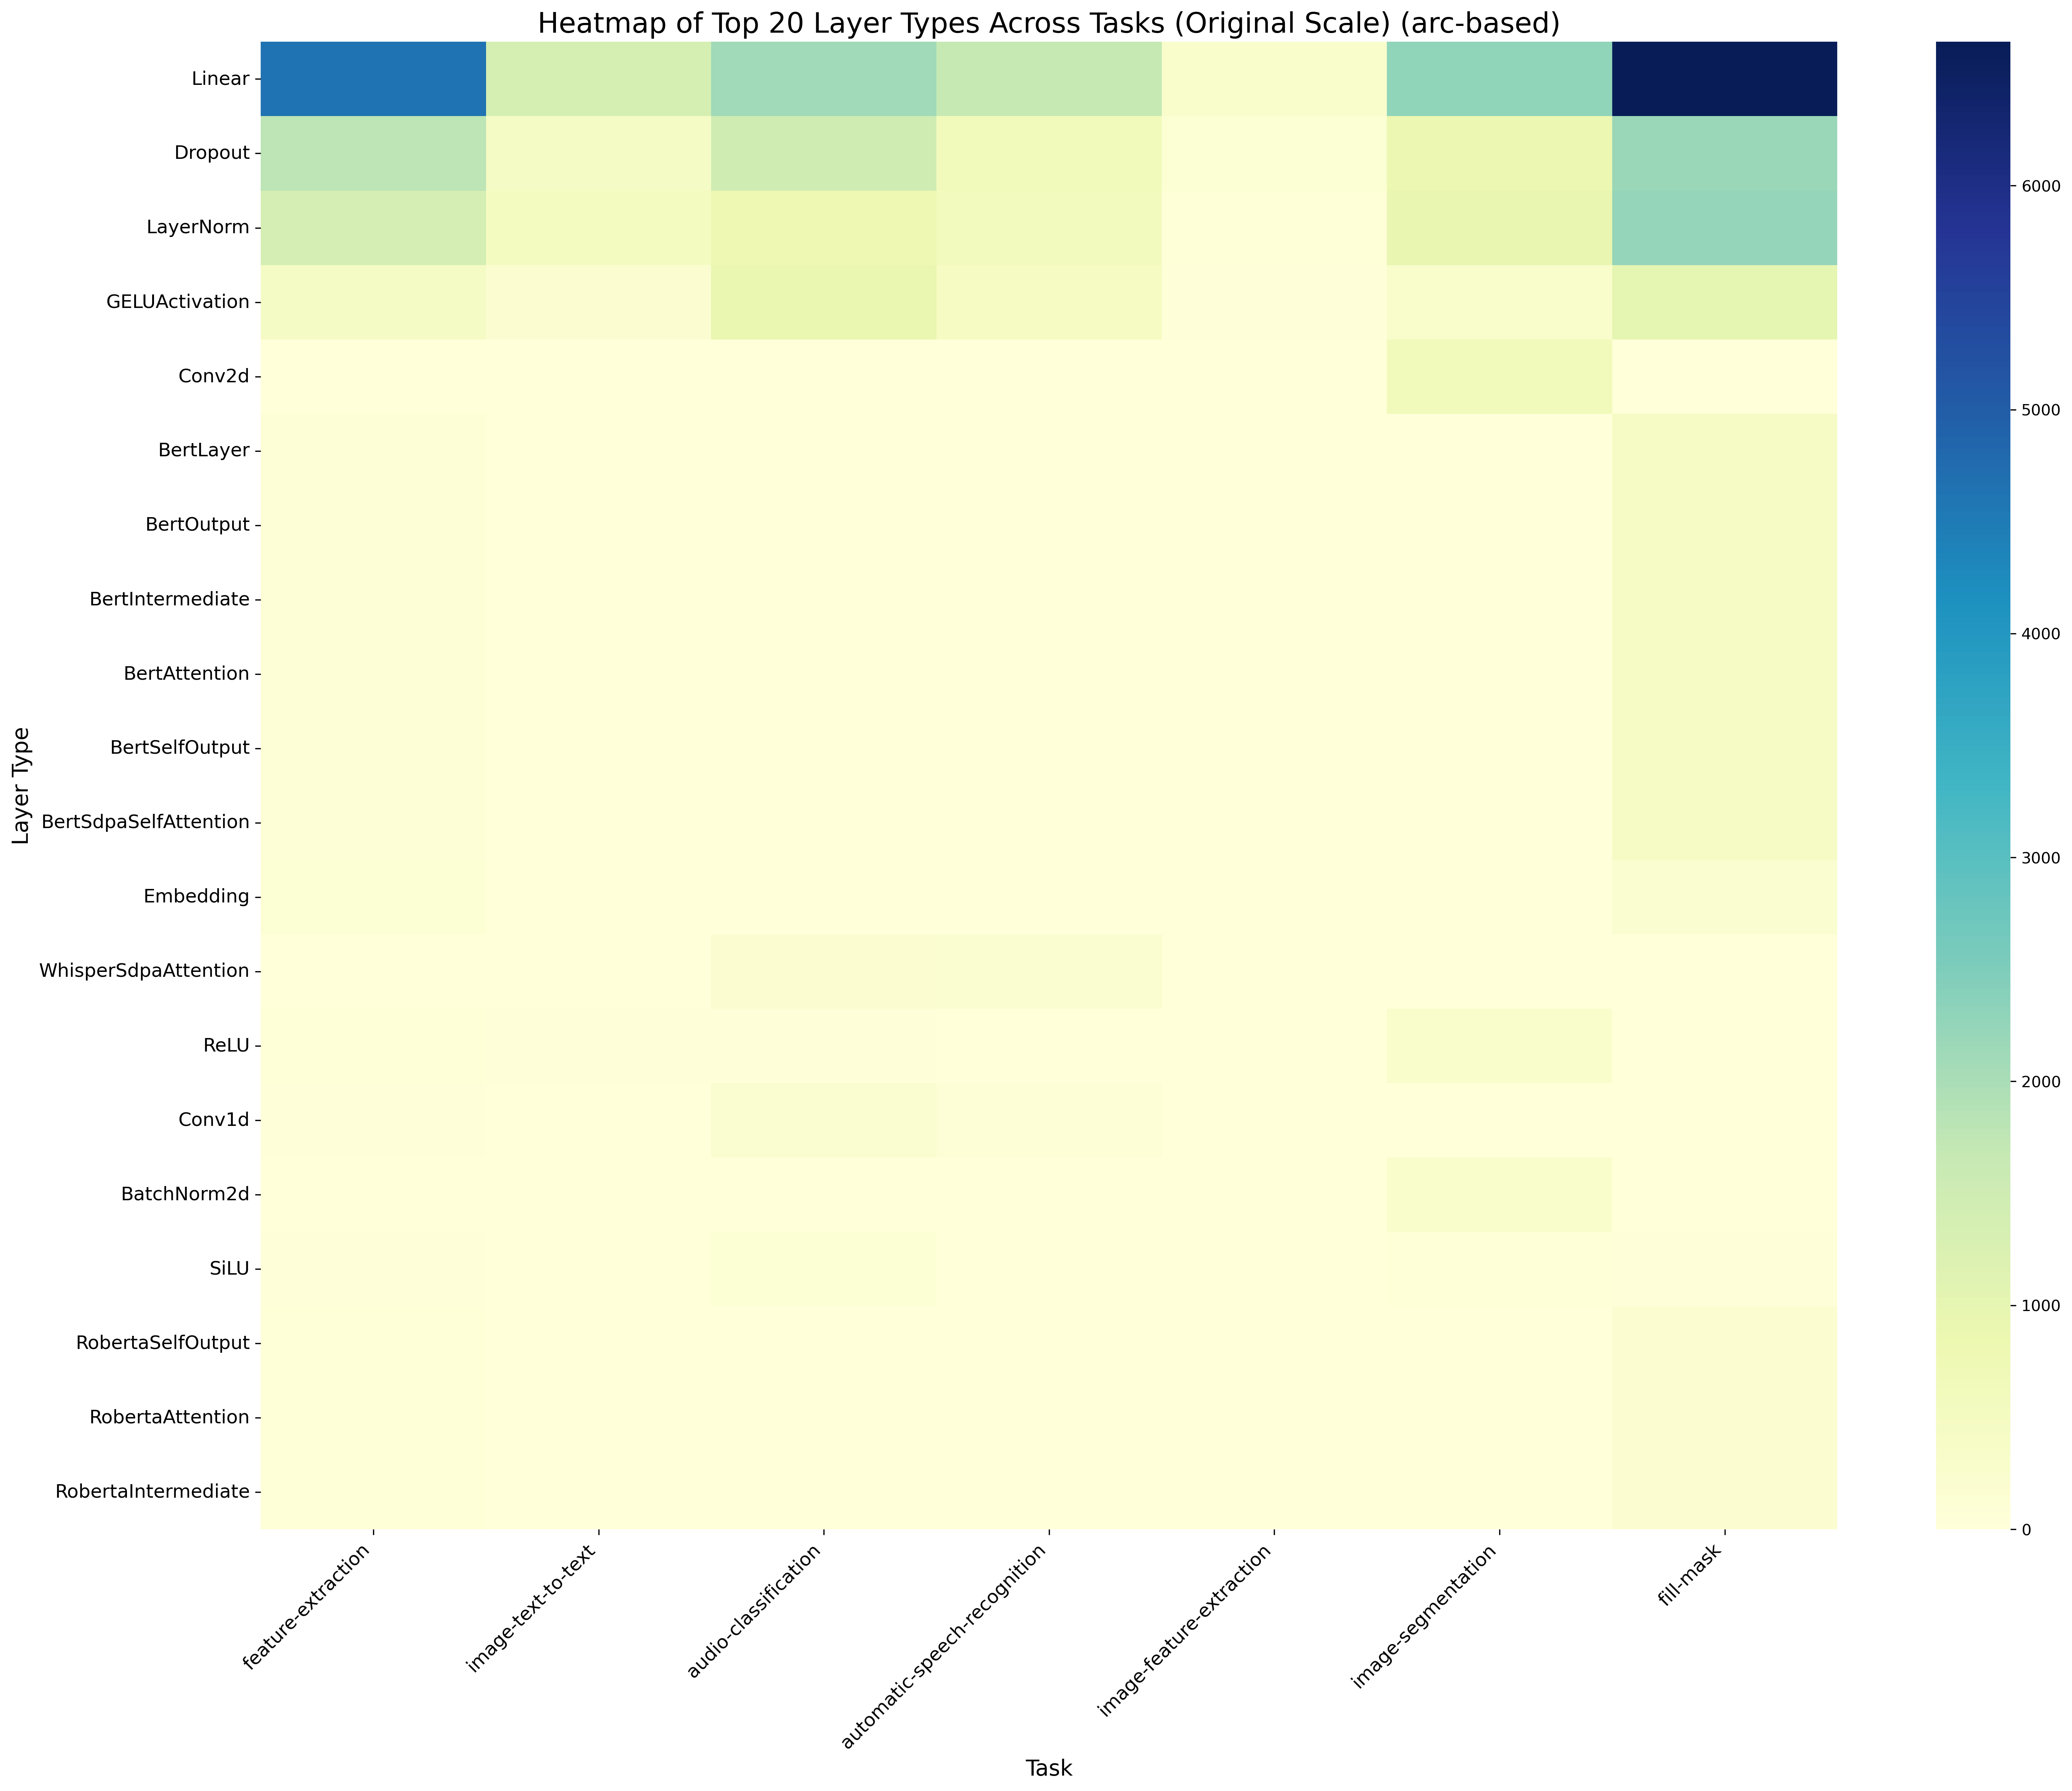 Heatmap of Top 20 Layer Types Across Tasks (Original Scale) (arc-based)
Layer Type
Linear
Dropout
LayerNorm
GELUActivation
Conv2d
BertLayer
BertOutput
BertIntermediate
BertAttention
BertSelfOutput
BertSdpaSelfAttention
Embedding
WhisperSdpaAttention
ReLU
Conv1d
BatchNorm2d
SiLU
RobertaSelfOutput
RobertaAttention
RobertaIntermediate
feature-extraction
image-text-to-text
audio-classification
automatic-speech-recognition
image-feature-extraction
image-segmentation
fill-mask
Task
6000
5000
4000
3000
2000
1000
0